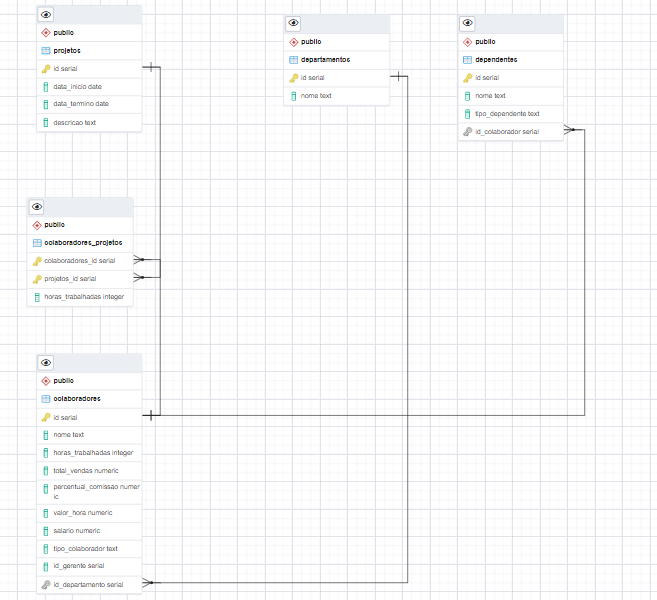 public
projetos
id serial
data_inicio date
data_termino date
descricao text
public
departamentos
id serial
nome text
public
dependentes
id serial
nome text
tipo_dependente text
id_colaborador serial
public
colaboradores_projetos
colaboradores_id serial
projetos_id serial
horas_trabalhadas integer
public
colaboradores
id serial
nome text
horas_trabalhadas integer
total_vendas numeric
percentual_comissao numer
ic
valor_hora numeric
salario numeric
tipo_colaborador text
id_gerente serial
id_departamento serial